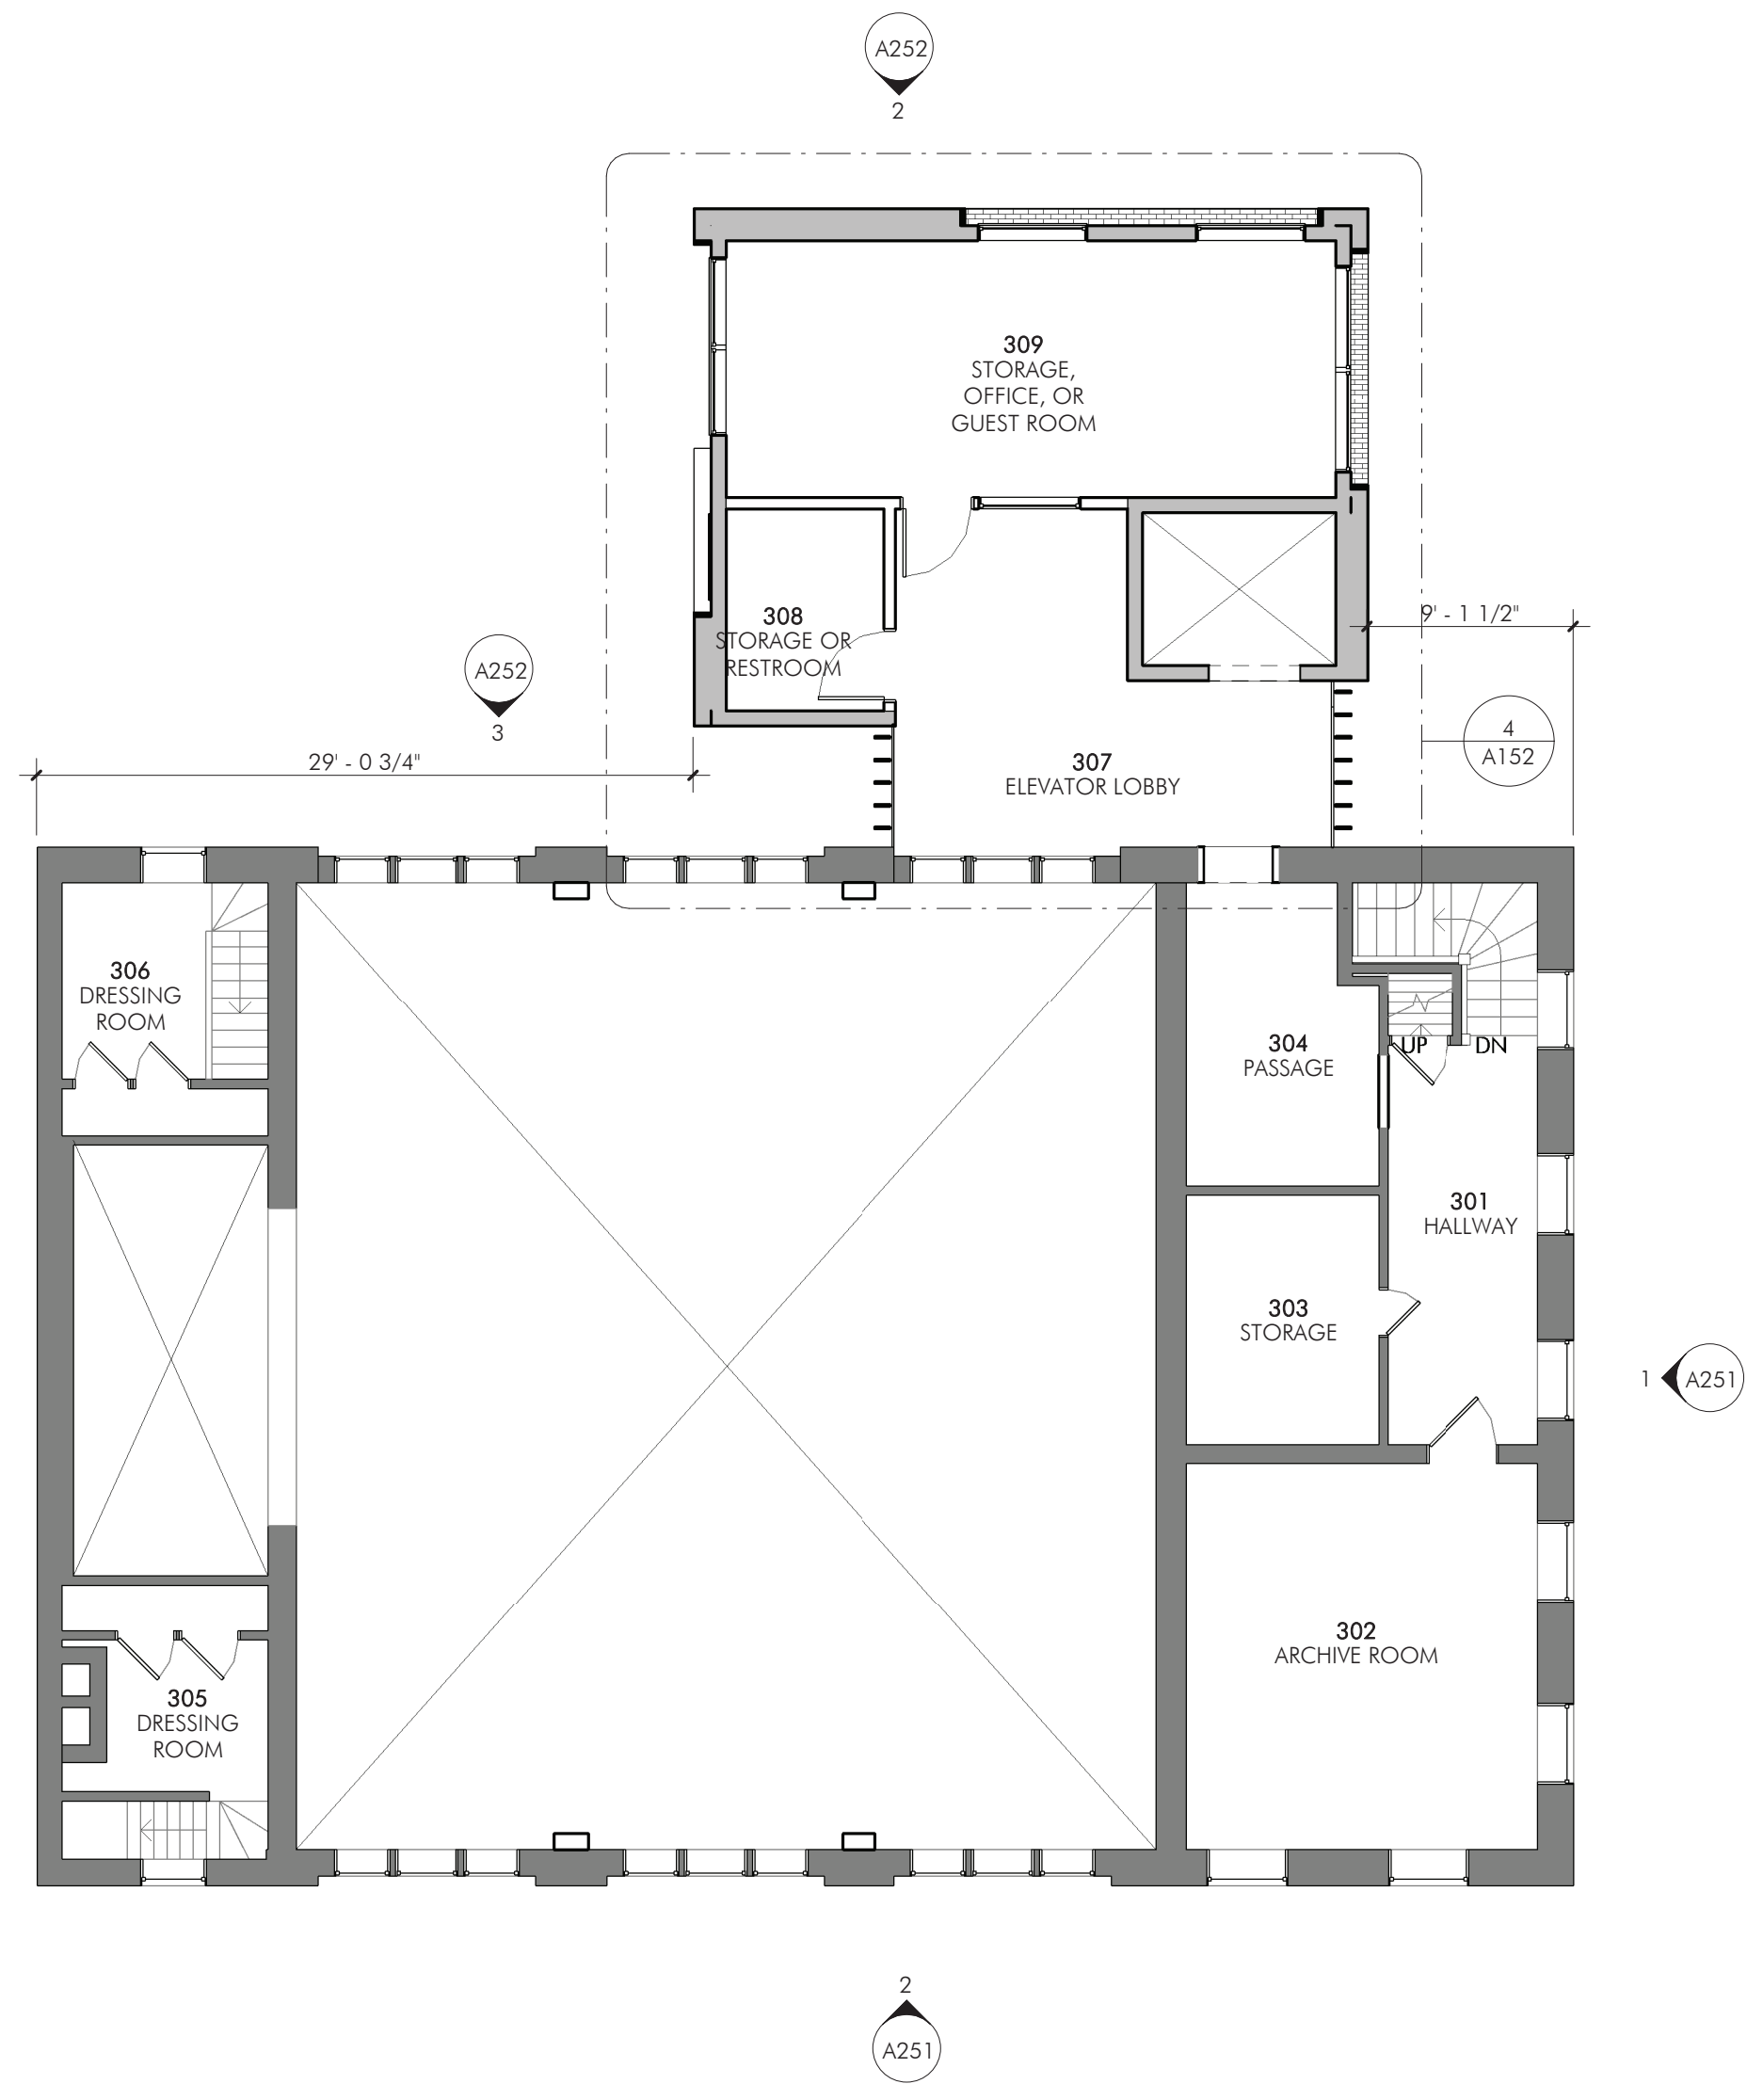 A252
2
309
STORAGE,
OFFICE, OR
GUEST ROOM
9' - 1 1/2"
308
STORAGE OR
RESTROOM
A252
3
4
A152
29' - 0 3/4"
307
ELEVATOR LOBBY
306
DRESSING
ROOM
304
PASSAGE
UP
DN
301
HALLWAY
303
STORAGE
1
A251
302
ARCHIVE ROOM
305
DRESSING
ROOM
2
A251